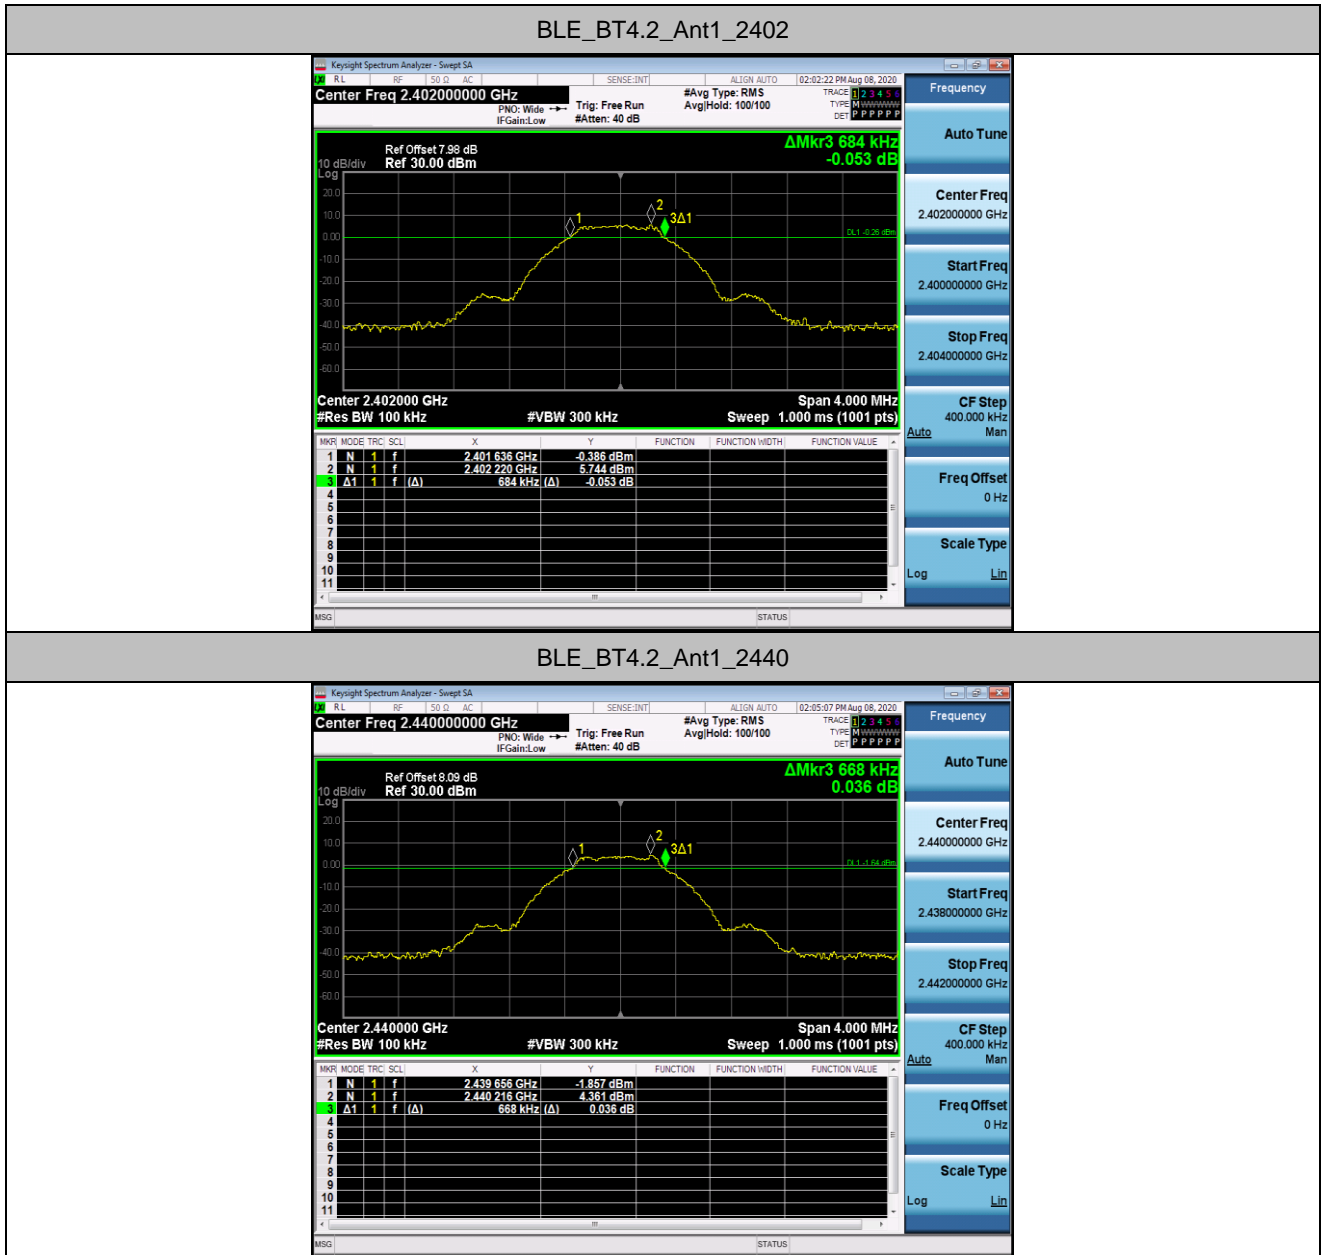 BLE_BT4.2_Ant1_2402
Keysight Spectrum Analyzer - Swept SA
RL RF 50 Ω AC SENSE:INT ALIGN AUTO 02:02:22 PM Aug 08, 2020
Center Freq 2.402000000 GHz #Avg Type: RMS TRACE 1 2 3 4 5 6
PNO: Wide Trig: Free Run Avg|Hold: 100/100 TYPE M WWWWW
IFGain:Low #Atten: 40 dB DET P P P P P P
ΔMkr3 684 kHz
-0.053 dB
Ref Offset 7.98 dB
10 dB/div Ref 30.00 dBm
Log
20.0
10.0
0.00
-10.0
-20.0
-30.0
-40.0
-50.0
-60.0
1
2
3Δ1
DL1 -0.26 dBm
Center 2.402000 GHz Span 4.000 MHz
#Res BW 100 kHz #VBW 300 kHz Sweep 1.000 ms (1001 pts)
MKR MODE TRC SCL X Y FUNCTION FUNCTION WIDTH FUNCTION VALUE
1 N 1 f 2.401 636 GHz -0.386 dBm
2 N 1 f 2.402 220 GHz 5.744 dBm
3 Δ1 1 f (Δ) 684 kHz (Δ) -0.053 dB
4
5
6
7
8
9
10
11
MSG STATUS
Frequency
Auto Tune
Center Freq
2.402000000 GHz
Start Freq
2.400000000 GHz
Stop Freq
2.404000000 GHz
CF Step
400.000 kHz
Auto Man
Freq Offset
0 Hz
Scale Type
Log Lin
BLE_BT4.2_Ant1_2440
Keysight Spectrum Analyzer - Swept SA
RL RF 50 Ω AC SENSE:INT ALIGN AUTO 02:05:07 PM Aug 08, 2020
Center Freq 2.440000000 GHz #Avg Type: RMS TRACE 1 2 3 4 5 6
PNO: Wide Trig: Free Run Avg|Hold: 100/100 TYPE M WWWWW
IFGain:Low #Atten: 40 dB DET P P P P P P
ΔMkr3 668 kHz
0.036 dB
Ref Offset 8.09 dB
10 dB/div Ref 30.00 dBm
Log
20.0
10.0
0.00
-10.0
-20.0
-30.0
-40.0
-50.0
-60.0
1
2
3Δ1
DL1 -1.64 dBm
Center 2.440000 GHz Span 4.000 MHz
#Res BW 100 kHz #VBW 300 kHz Sweep 1.000 ms (1001 pts)
MKR MODE TRC SCL X Y FUNCTION FUNCTION WIDTH FUNCTION VALUE
1 N 1 f 2.439 656 GHz -1.857 dBm
2 N 1 f 2.440 216 GHz 4.361 dBm
3 Δ1 1 f (Δ) 668 kHz (Δ) 0.036 dB
4
5
6
7
8
9
10
11
MSG STATUS
Frequency
Auto Tune
Center Freq
2.440000000 GHz
Start Freq
2.438000000 GHz
Stop Freq
2.442000000 GHz
CF Step
400.000 kHz
Auto Man
Freq Offset
0 Hz
Scale Type
Log Lin